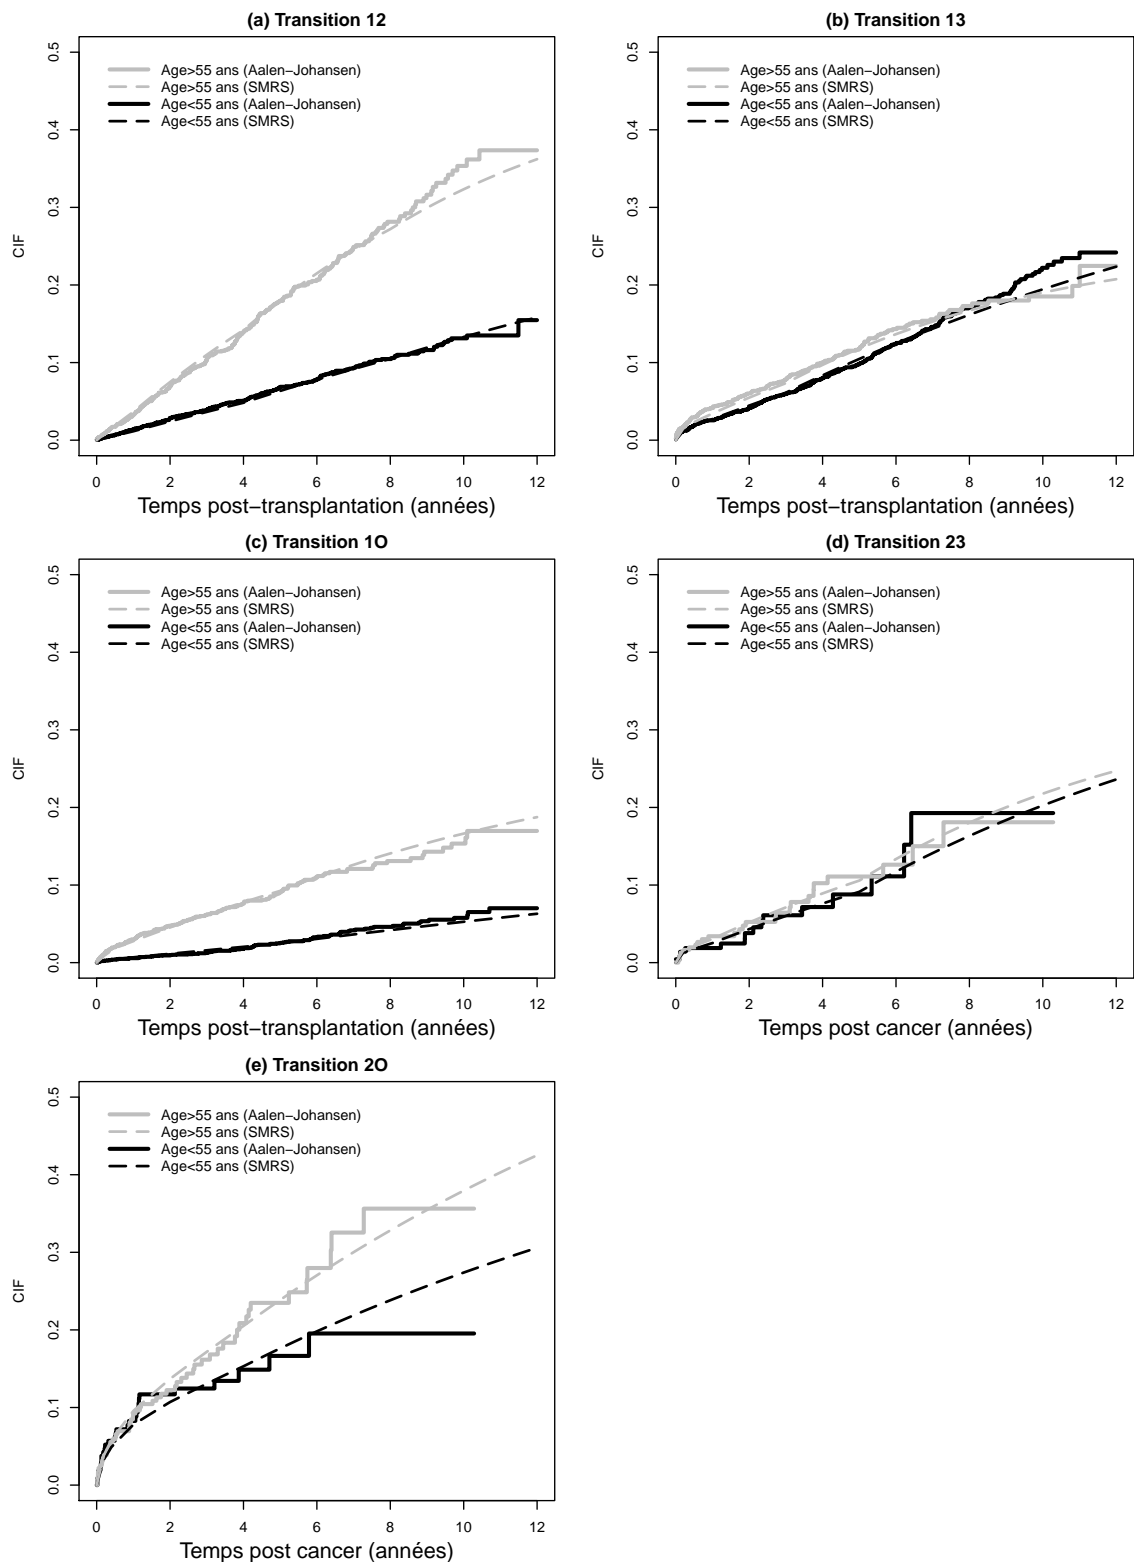 (a) Transition 12
Age>55 ans (Aalen−Johansen)
Age>55 ans (SMRS)
Age<55 ans (Aalen−Johansen)
Age<55 ans (SMRS)
CIF
0.5
0.4
0.3
0.2
0.1
0.0
0 2 4 6 8 10 12
Temps post−transplantation (années)
(b) Transition 13
Age>55 ans (Aalen−Johansen)
Age>55 ans (SMRS)
Age<55 ans (Aalen−Johansen)
Age<55 ans (SMRS)
CIF
0.5
0.4
0.3
0.2
0.1
0.0
0 2 4 6 8 10 12
Temps post−transplantation (années)
(c) Transition 1O
Age>55 ans (Aalen−Johansen)
Age>55 ans (SMRS)
Age<55 ans (Aalen−Johansen)
Age<55 ans (SMRS)
CIF
0.5
0.4
0.3
0.2
0.1
0.0
0 2 4 6 8 10 12
Temps post−transplantation (années)
(d) Transition 23
Age>55 ans (Aalen−Johansen)
Age>55 ans (SMRS)
Age<55 ans (Aalen−Johansen)
Age<55 ans (SMRS)
CIF
0.5
0.4
0.3
0.2
0.1
0.0
0 2 4 6 8 10 12
Temps post cancer (années)
(e) Transition 2O
Age>55 ans (Aalen−Johansen)
Age>55 ans (SMRS)
Age<55 ans (Aalen−Johansen)
Age<55 ans (SMRS)
CIF
0.5
0.4
0.3
0.2
0.1
0.0
0 2 4 6 8 10 12
Temps post cancer (années)